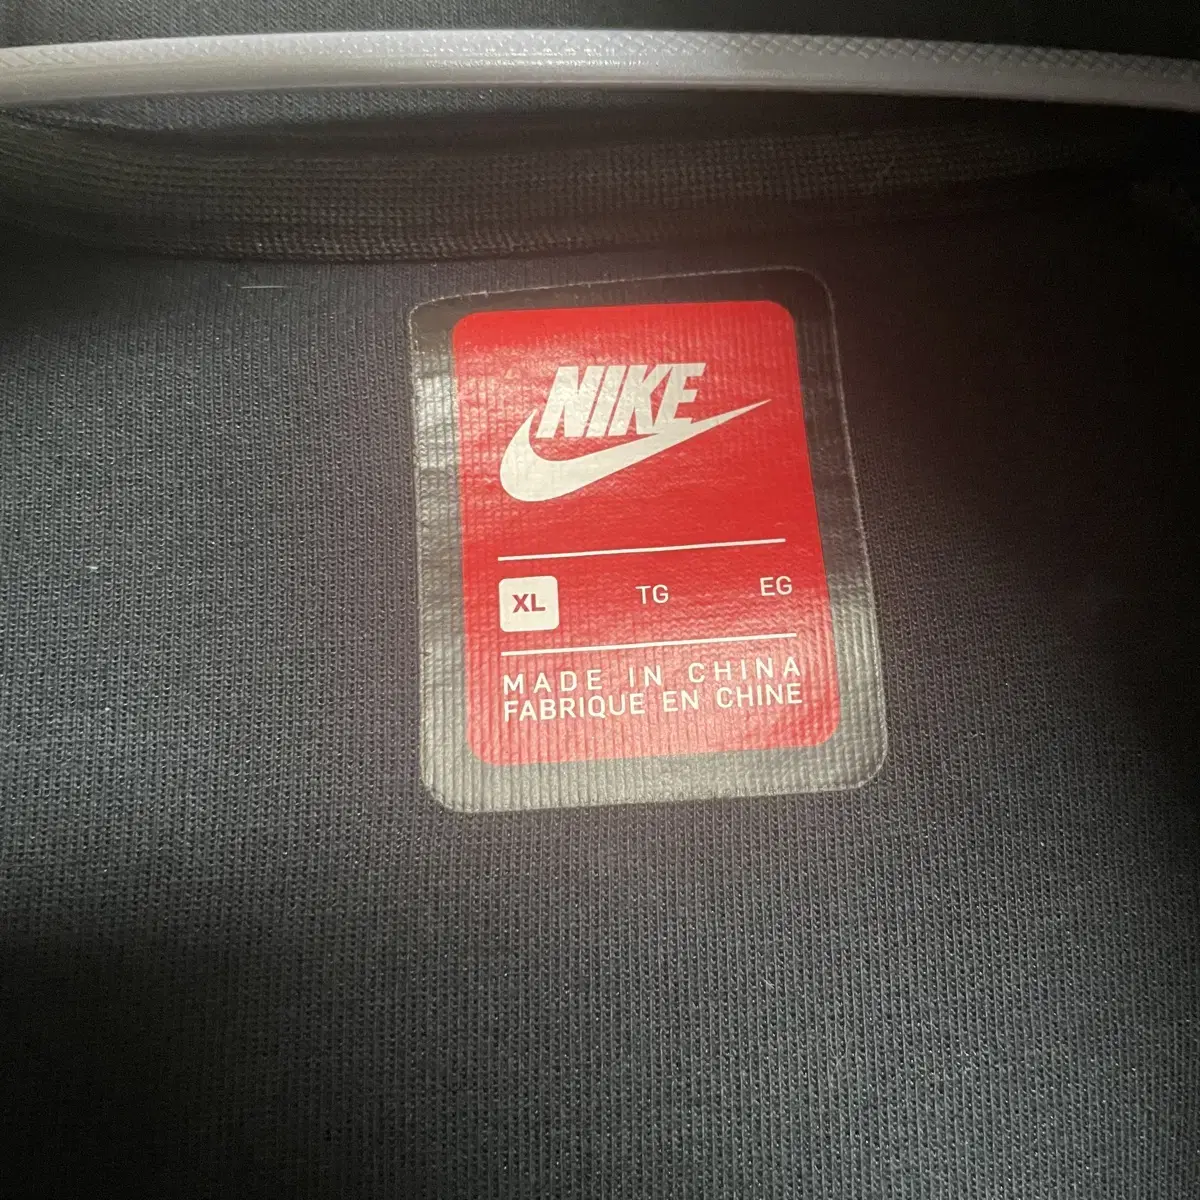 NIKE
XL TG EG
MADE IN CHINA
FABRIQUE EN CHINE